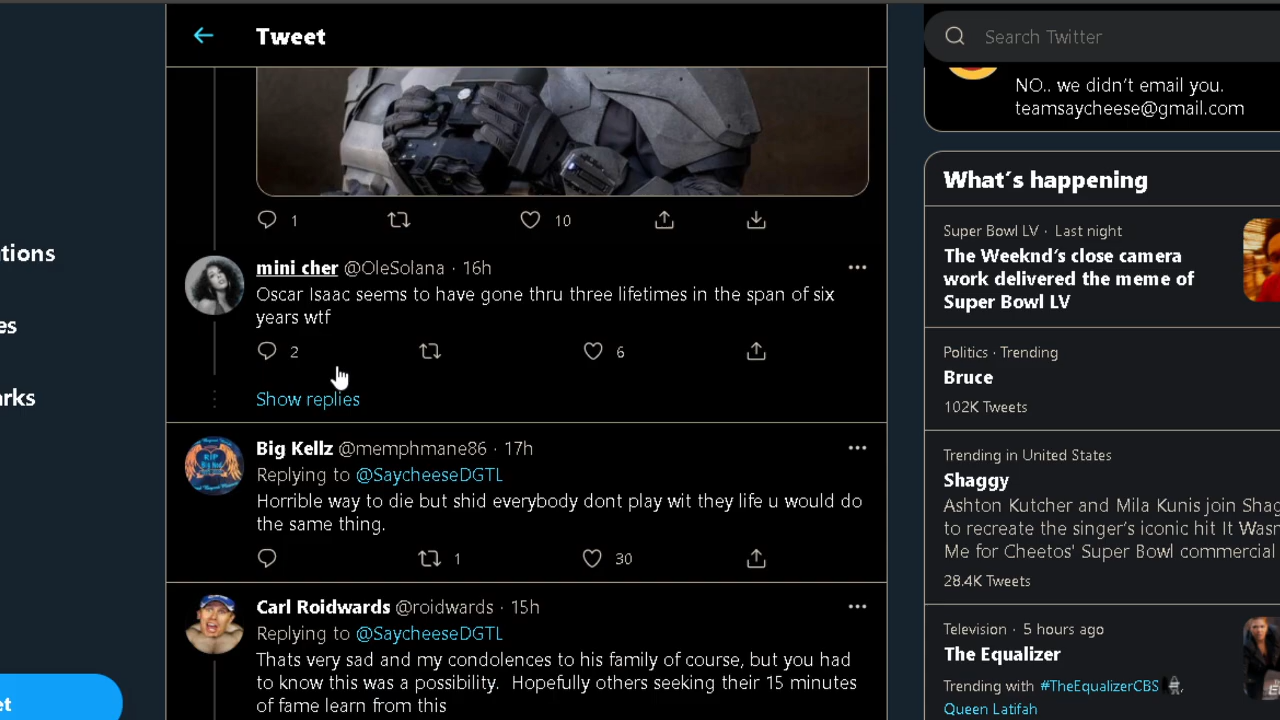 Tweet
Search Twitter
NO.. we didn't email you.
teamsaycheese@gmail.com
1
10
What's happening
Super Bowl LV · Last night
The Weeknd's close camera
work delivered the meme of
Super Bowl LV
tions
mini cher @OleSolana · 16h
Oscar Isaac seems to have gone thru three lifetimes in the span of six
years wtf
2
6
Show replies
es
Politics · Trending
Bruce
102K Tweets
arks
Big Kellz @memphmane86 · 17h
Replying to @SaycheeseDGTL
Horrible way to die but shid everybody dont play wit they life u would do
the same thing.
1
30
Trending in United States
Shaggy
Ashton Kutcher and Mila Kunis join Shag
to recreate the singer's iconic hit It Wasn
Me for Cheetos' Super Bowl commercial
28.4K Tweets
Carl Roidwards @roidwards · 15h
Replying to @SaycheeseDGTL
Thats very sad and my condolences to his family of course, but you had
to know this was a possibility. Hopefully others seeking their 15 minutes
of fame learn from this
Television · 5 hours ago
The Equalizer
Trending with #TheEqualizerCBS,
Queen Latifah
et